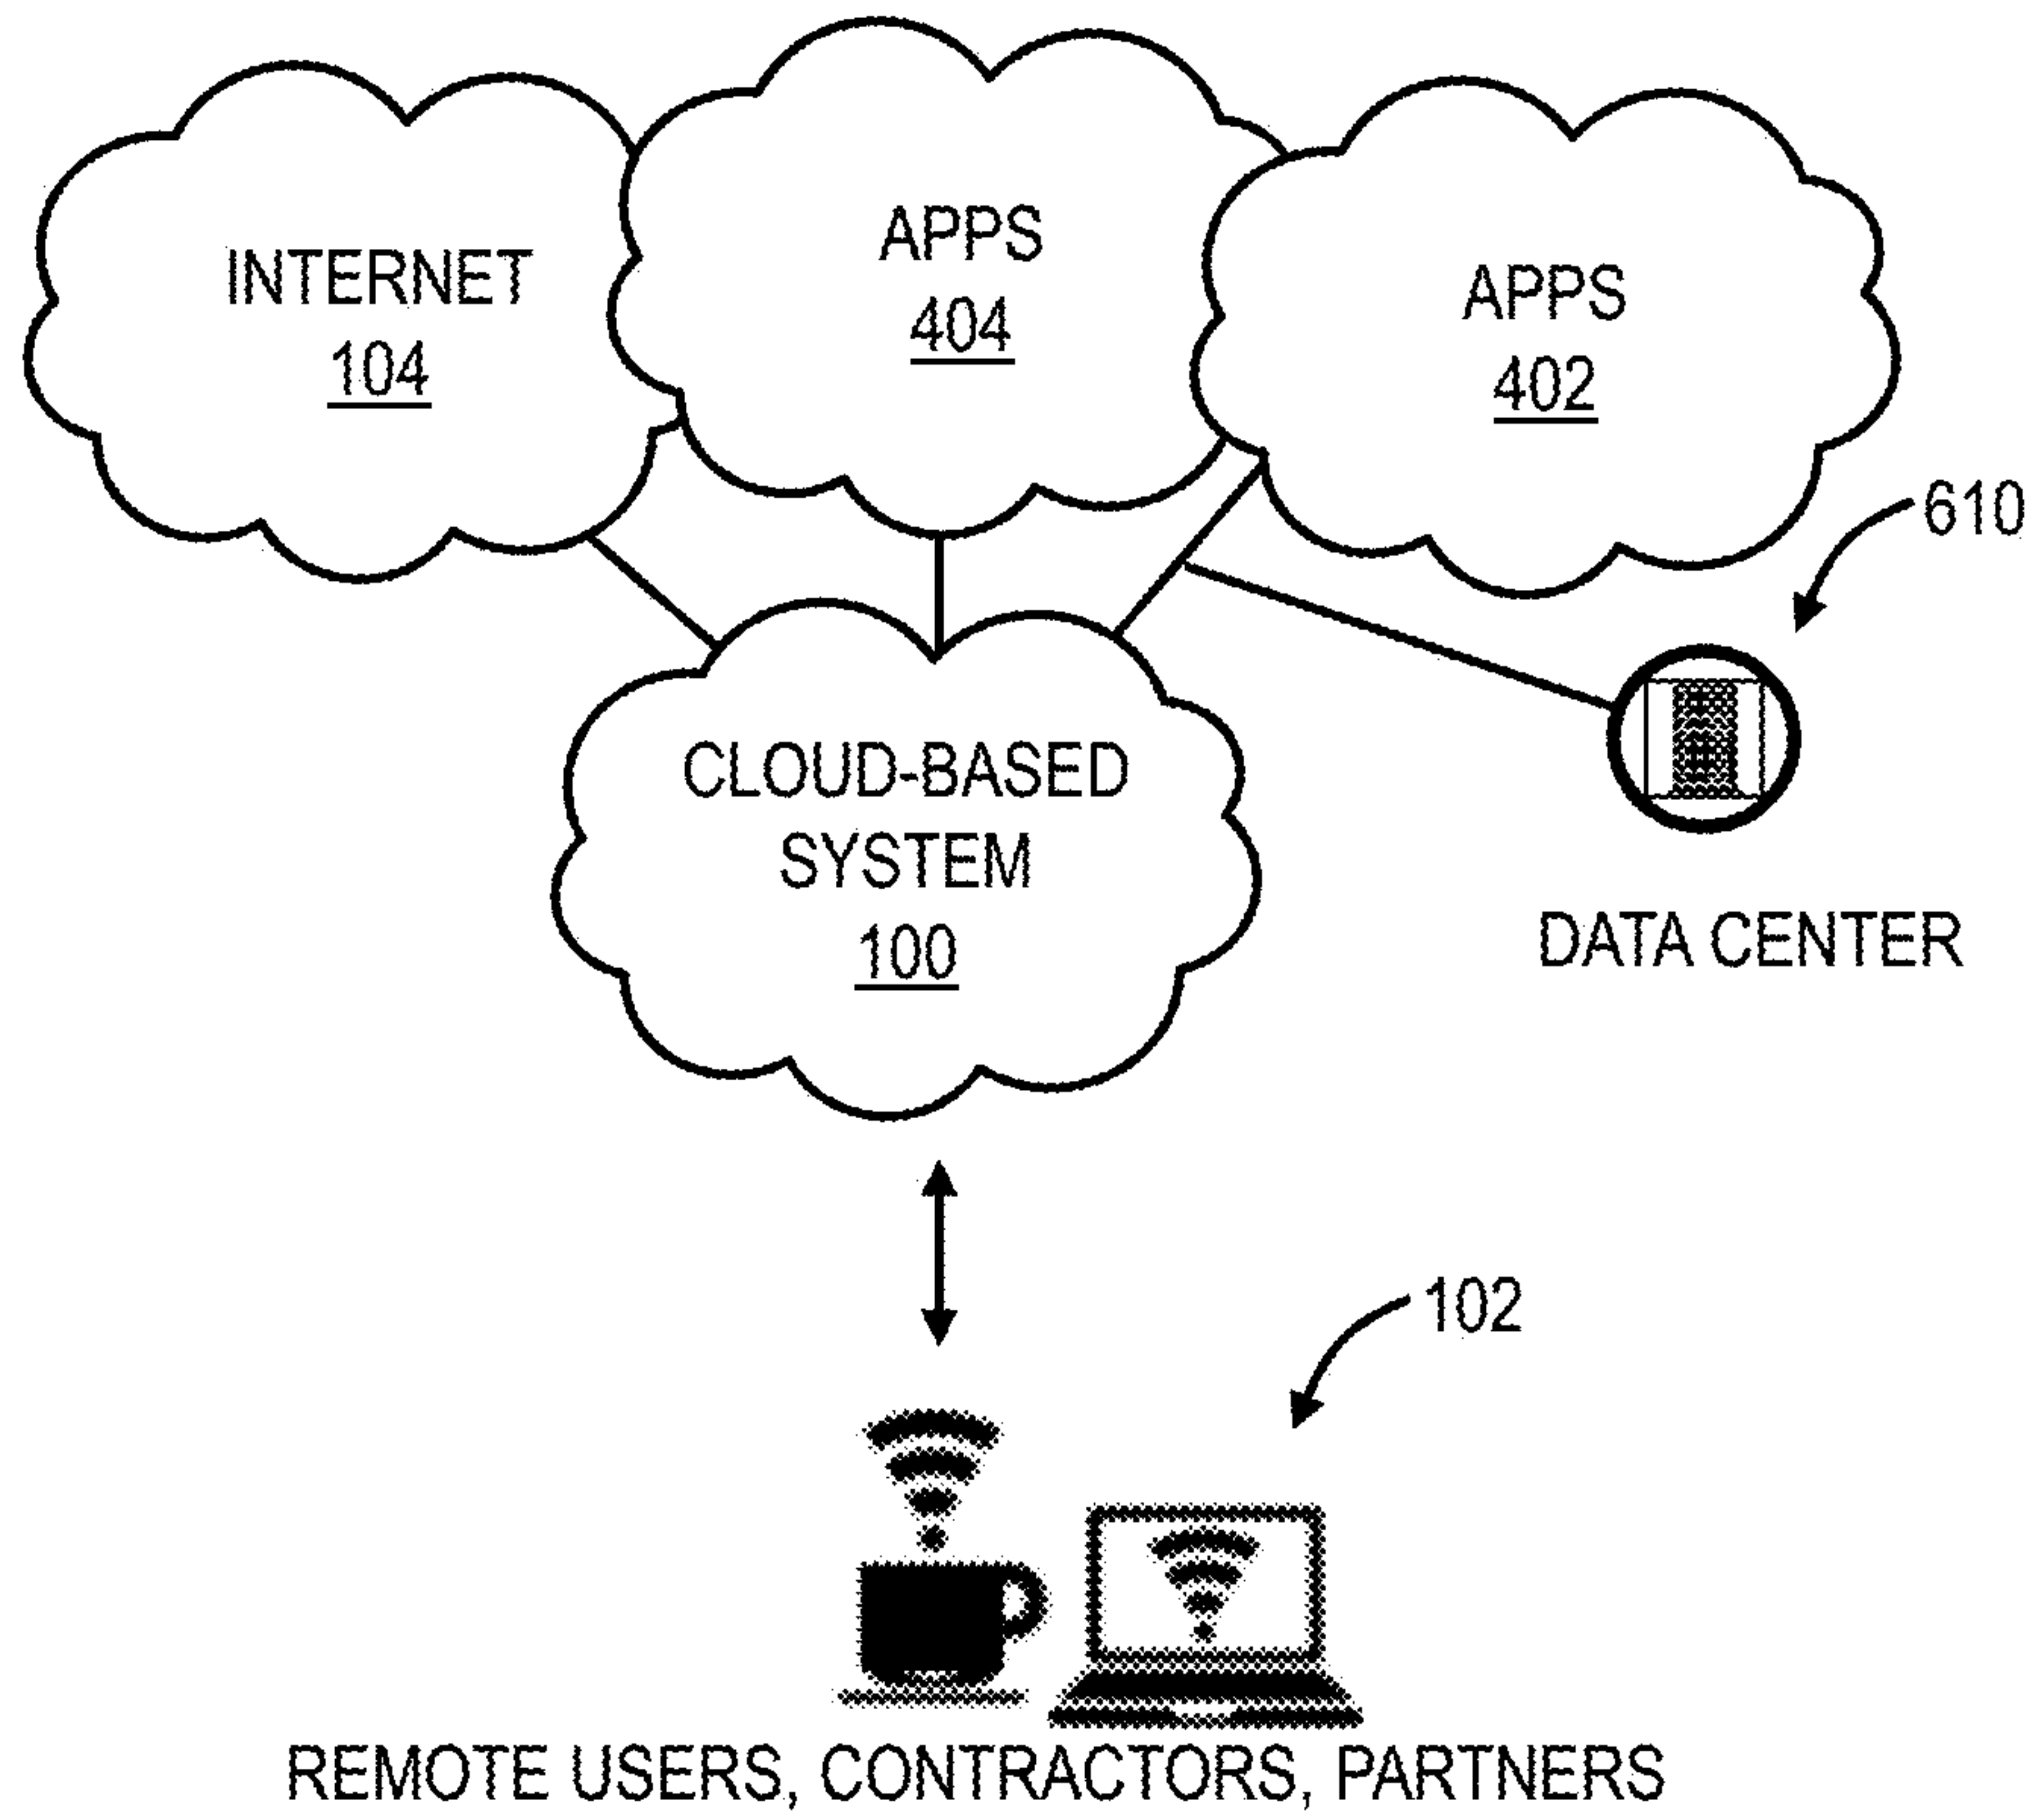 INTERNET
104
APPS
404
APPS
402
610
CLOUD-BASED
SYSTEM
100
DATA CENTER
102
REMOTE USERS, CONTRACTORS, PARTNERS